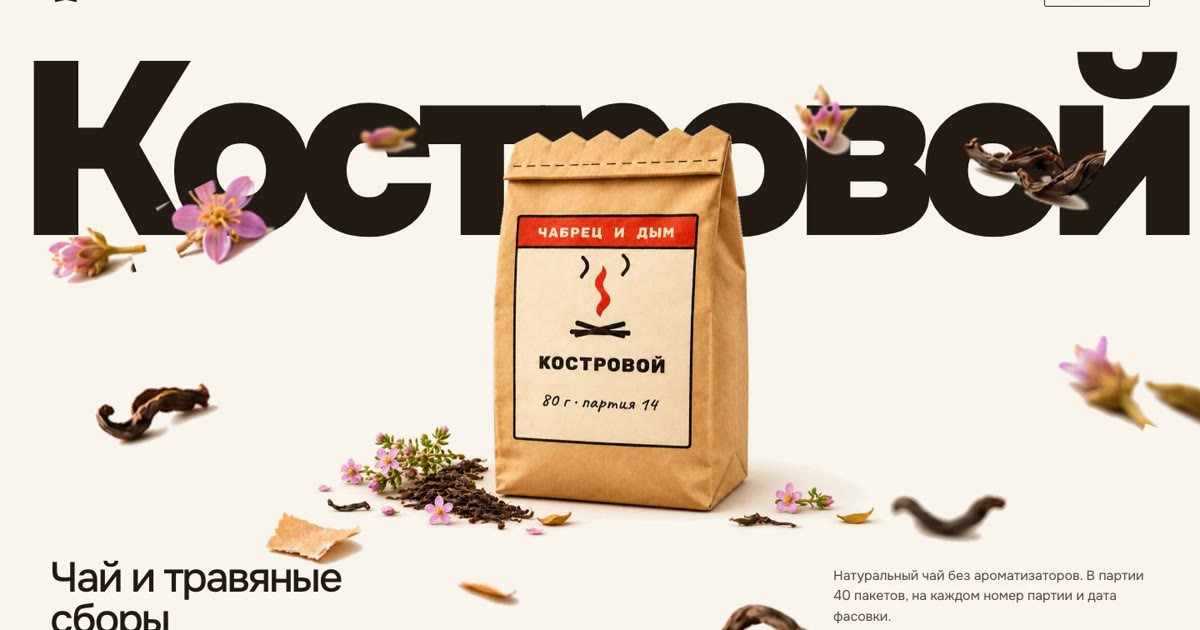 Костровой
ЧАБРЕЦ И ДЫМ
КОСТРОВОЙ
80 г · партия 14
Чай и травяные
сборы
Натуральный чай без ароматизаторов. В партии
40 пакетов, на каждом номер партии и дата
фасовки.